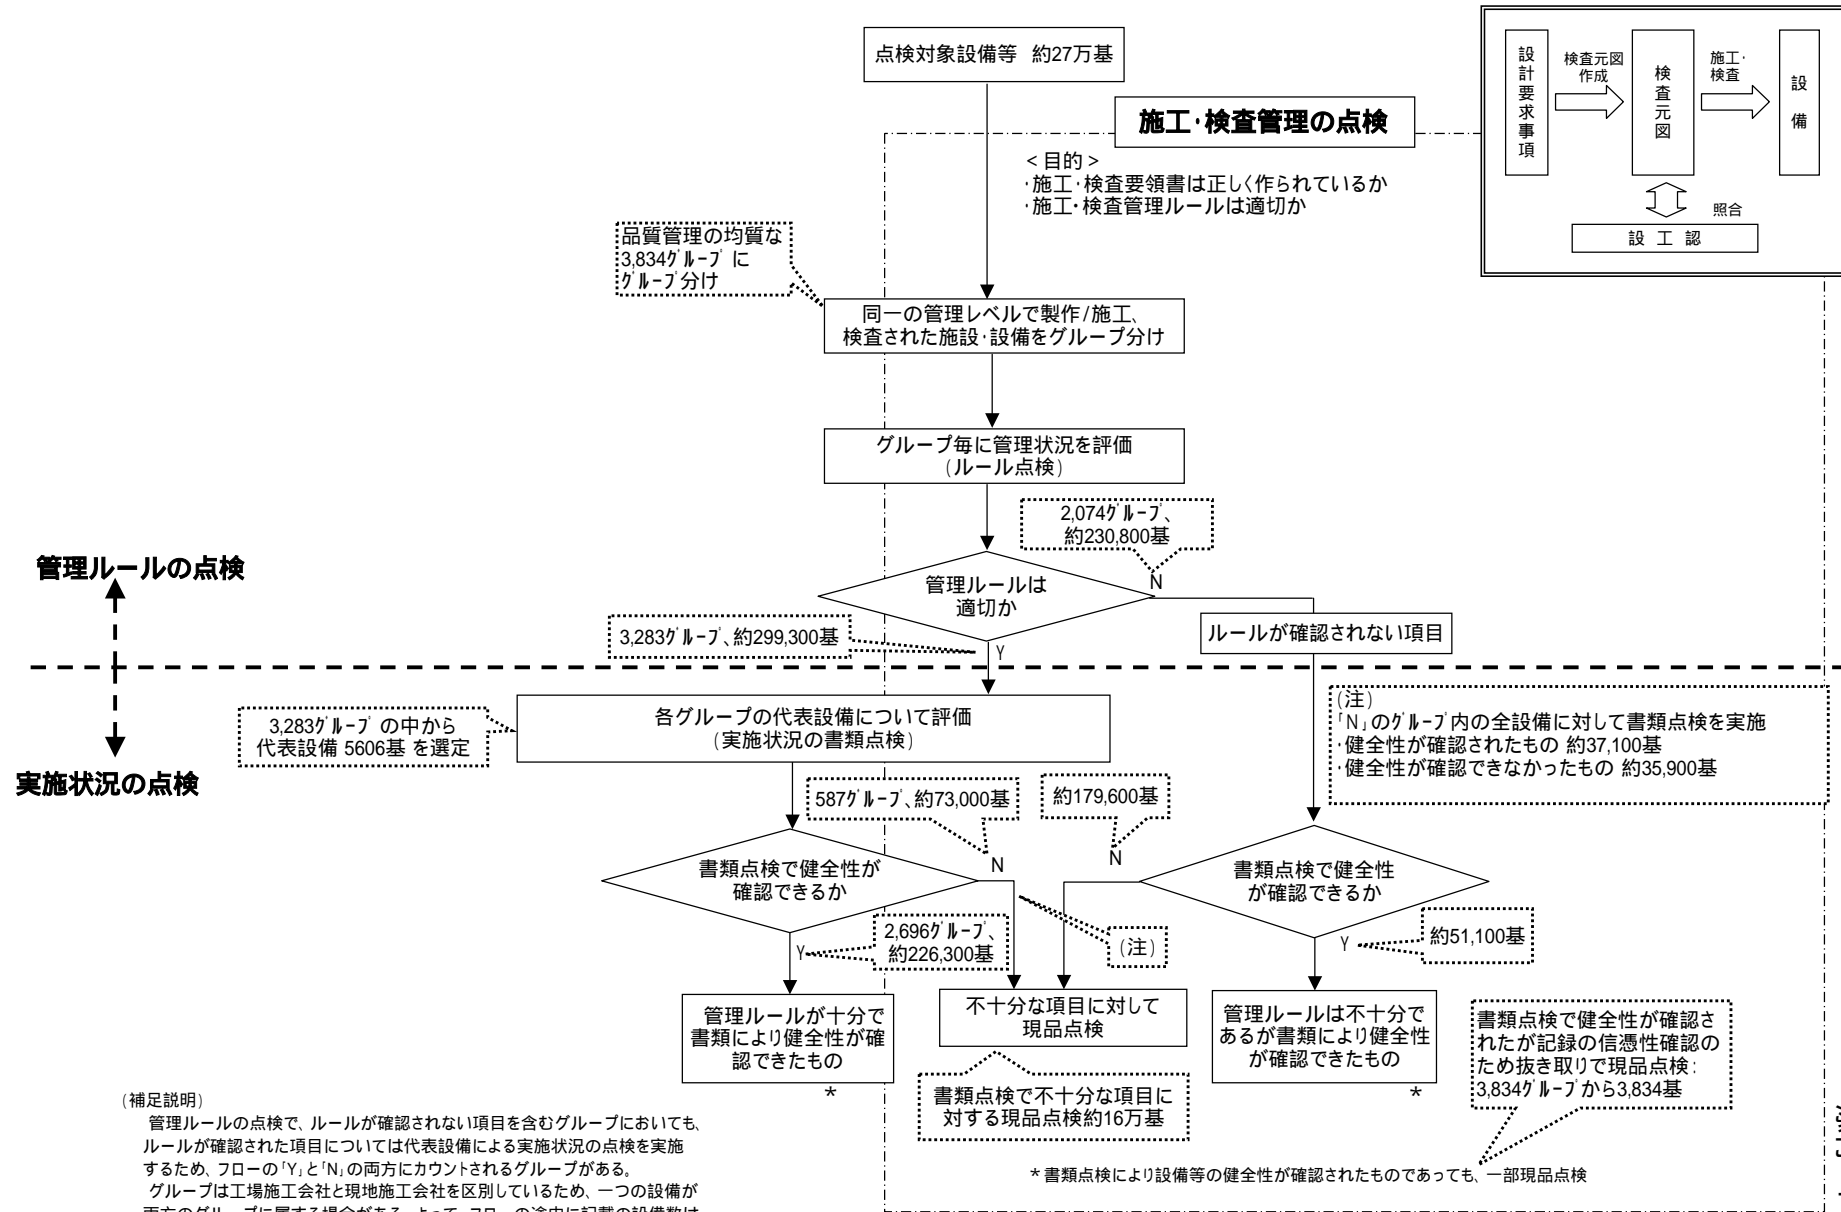 点検対象設備等 約27万基
設計要求事項
検査元図
作成
検査元図
施工・
検査
設備
照合
設工認
施工・検査管理の点検
＜目的＞
・施工・検査要領書は正しく作られているか
・施工・検査管理ルールは適切か
品質管理の均質な
3,834ｸﾞﾙｰﾌﾟに
ｸﾞﾙｰﾌﾟ分け
同一の管理レベルで製作/施工、
検査された施設・設備をグループ分け
グループ毎に管理状況を評価
(ルール点検)
2,074ｸﾞﾙｰﾌﾟ、
約230,800基
管理ルールの点検
管理ルールは
適切か
N
3,283ｸﾞﾙｰﾌﾟ、約299,300基
Y
ルールが確認されない項目
3,283ｸﾞﾙｰﾌﾟの中から
代表設備 5606基 を選定
各グループの代表設備について評価
(実施状況の書類点検)
(注)
「N」のｸﾞﾙｰﾌﾟ内の全設備に対して書類点検を実施
・健全性が確認されたもの 約37,100基
・健全性が確認できなかったもの 約35,900基
実施状況の点検
587ｸﾞﾙｰﾌﾟ、約73,000基
約179,600基
書類点検で健全性が
確認できるか
N
N
書類点検で健全性
が確認できるか
2,696ｸﾞﾙｰﾌﾟ、
約226,300基
Y
(注)
Y
約51,100基
管理ルールが十分で
書類により健全性が確
認できたもの
*
不十分な項目に対して
現品点検
管理ルールは不十分で
あるが書類により健全性
が確認できたもの
*
書類点検で健全性が確認さ
れたが記録の信憑性確認の
ため抜き取りで現品点検:
3,834ｸﾞﾙｰﾌﾟから3,834基
書類点検で不十分な項目に
対する現品点検約16万基
*書類点検により設備等の健全性が確認されたものであっても、一部現品点検
(補足説明)
管理ルールの点検で、ルールが確認されない項目を含むグループにおいても、
ルールが確認された項目については代表設備による実施状況の点検を実施
するため、フローの「Y」と「N」の両方にカウントされるグループがある。
グループは工場施工会社と現地施工会社を区別しているため、一つの設備が
両方のグループに属する場合がある。よって、フローの途中に記載の設備数は